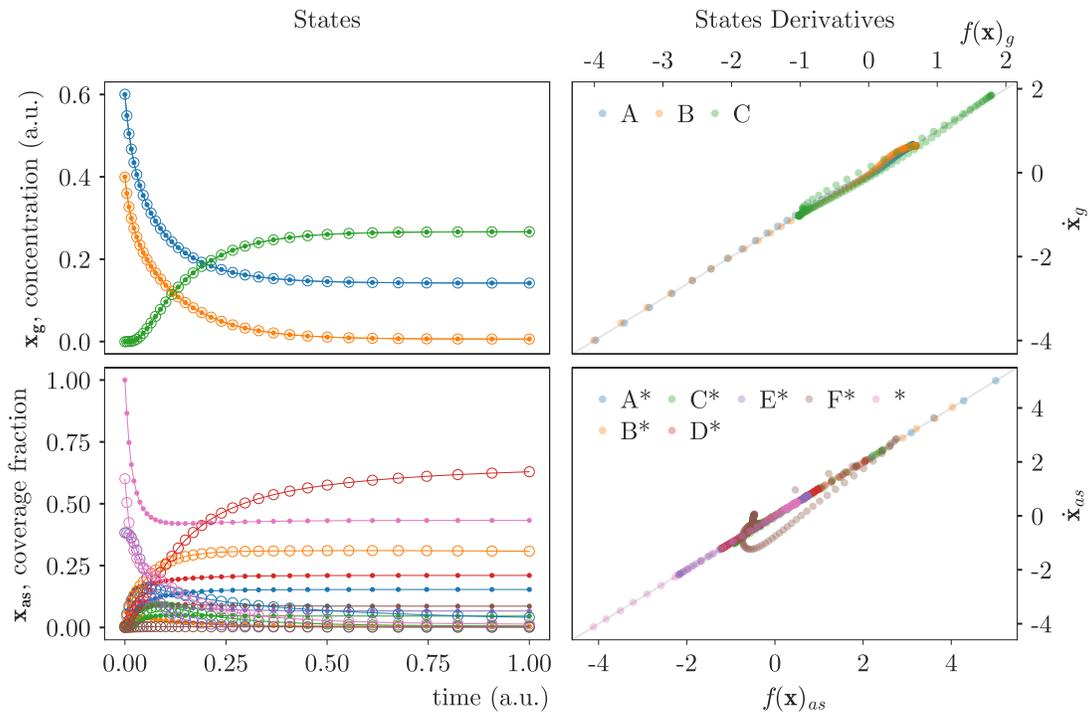 States
States Derivatives
f(x)g
-4 -3 -2 -1 0 1 2
0.6
0.4
0.2
0.0
xg, concentration (a.u.)
A B C
2
0
-2
-4
ẋg
1.00
0.75
0.50
0.25
0.00
xas, coverage fraction
0.00 0.25 0.50 0.75 1.00
time (a.u.)
A* C* E* F* *
B* D*
4
2
0
-2
-4
ẋas
-4 -2 0 2 4
f(x)as